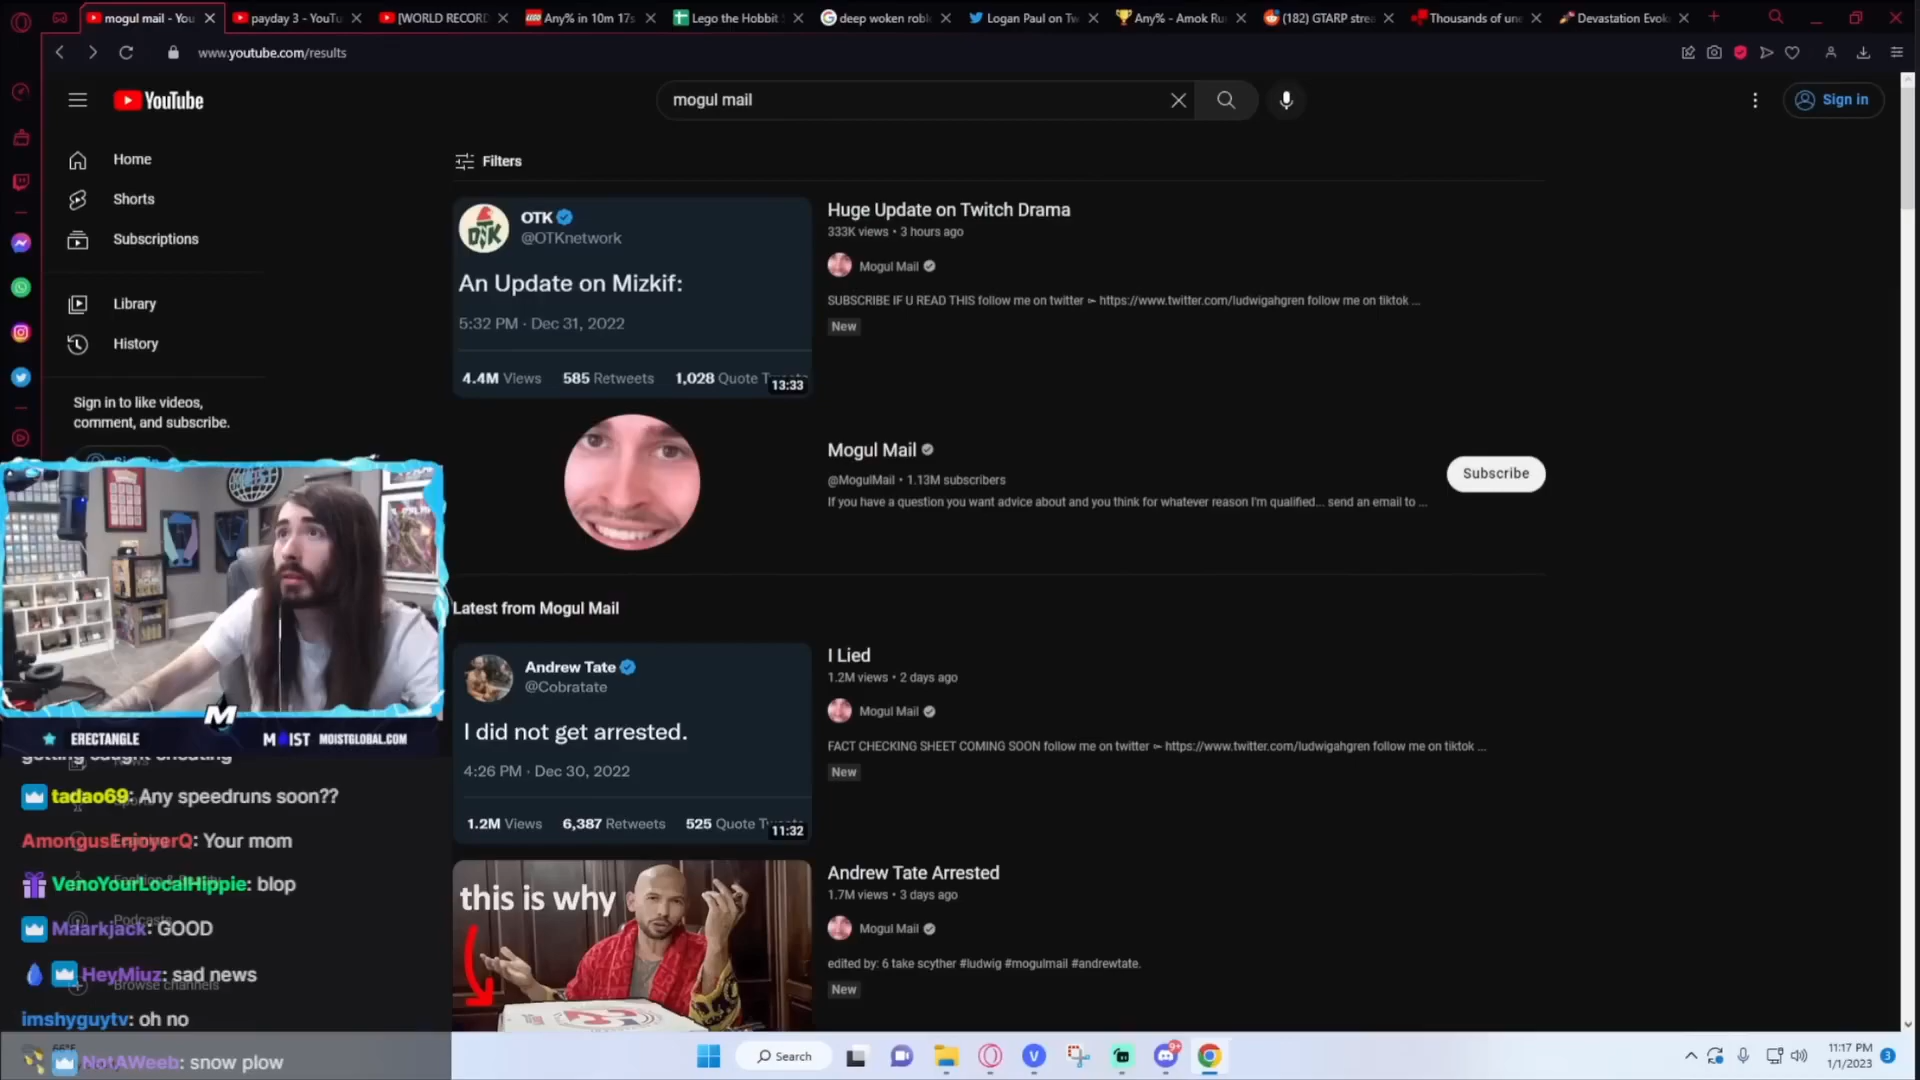 mogul mail - You
payday 3 - YouTu
[WORLD RECORD
Any% in 10m 17s
Lego the Hobbit
deep woken robl
Logan Paul on Tw
Any% - Amok Ru
(182) GTARP stre
Thousands of un
Devastation Evok
www.youtube.com/results
YouTube
mogul mail
Sign in
Home
Shorts
Subscriptions
Library
History
Sign in to like videos,
comment, and subscribe.
Filters
OTK
@OTKnetwork
An Update on Mizkif:
5:32 PM · Dec 31, 2022
4.4M Views 585 Retweets 1,028 Quote
13:33
Huge Update on Twitch Drama
333K views • 3 hours ago
Mogul Mail
SUBSCRIBE IF U READ THIS follow me on twitter ➣ https://www.twitter.com/ludwigahgren follow me on tiktok ...
New
Mogul Mail
@MogulMail • 1.13M subscribers
If you have a question you want advice about and you think for whatever reason I'm qualified... send an email to ...
Subscribe
Latest from Mogul Mail
Andrew Tate
@Cobratate
I did not get arrested.
4:26 PM · Dec 30, 2022
1.2M Views 6,387 Retweets 525 Quote
11:32
I Lied
1.2M views • 2 days ago
Mogul Mail
FACT CHECKING SHEET COMING SOON follow me on twitter ➣ https://www.twitter.com/ludwigahgren follow me on tiktok ...
New
this is why
Andrew Tate Arrested
1.7M views • 3 days ago
Mogul Mail
edited by: 6 take scyther #ludwig #mogulmail #andrewtate.
New
M
ERECTANGLE
MOIST MOISTGLOBAL.COM
getting caught cheating
tadao69: Any speedruns soon??
AmongusEnjoyerQ: Your mom
VenoYourLocalHippie: blop
Podcasts
Maarkjack: GOOD
HeyMiuz: sad news
Browse channels
imshyguytv: oh no
66°F
NotAWeeb: snow plow
Search
9+
11:17 PM
1/1/2023
3